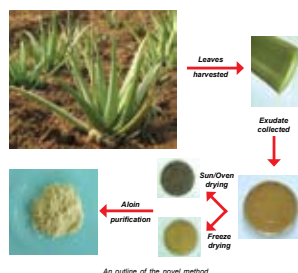 Leaves
harvested
Exudate
collected
Sun/Oven
drying
Aloin
purification
Freeze
drying
An outline of the novel method